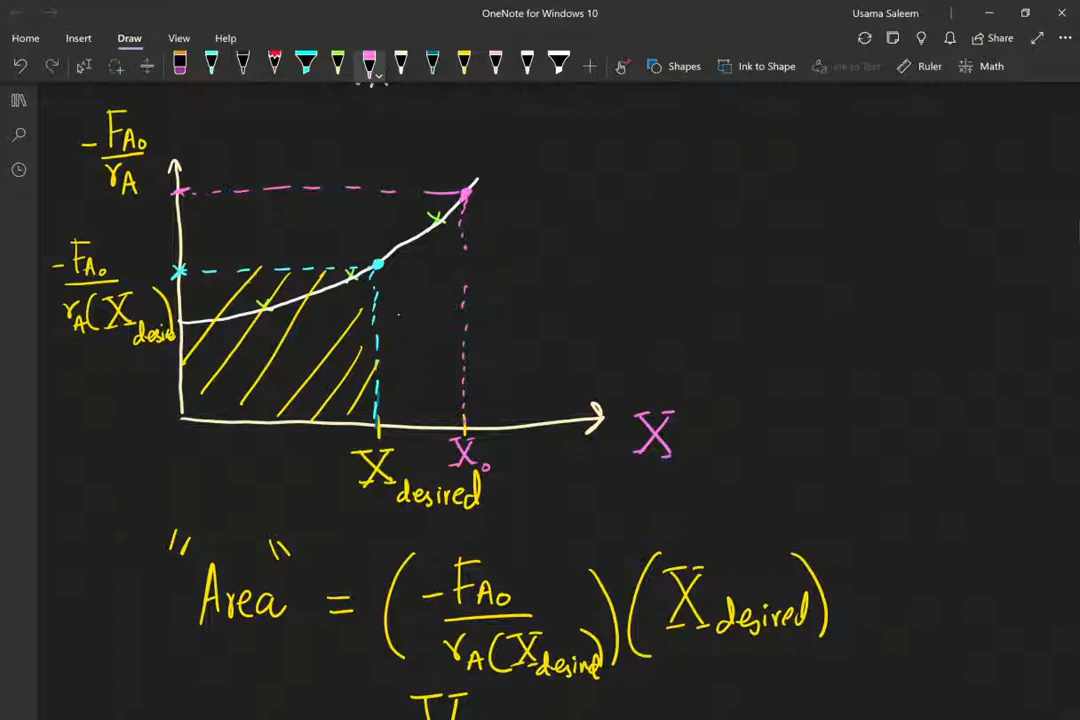 OneNote for Windows 10
Usama Saleem
Home Insert Draw View Help
Share
Shapes
Ink to Shape
Ink to Text
Ruler
Math
-FA₀/rA
-FA₀/rA(Xdesire)
X
X₀
Xdesired
"Area" = (-FA₀/rA(Xdesired))(Xdesired)